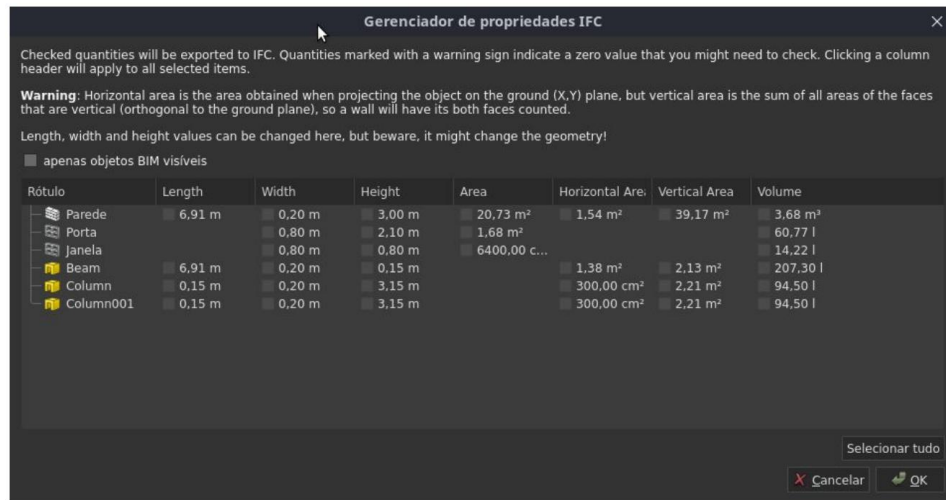 Gerenciador de propriedades IFC
Checked quantities will be exported to IFC. Quantities marked with a warning sign indicate a zero value that you might need to check. Clicking a column
header will apply to all selected items.
Warning: Horizontal area is the area obtained when projecting the object on the ground (X,Y) plane, but vertical area is the sum of all areas of the faces
that are vertical (orthogonal to the ground plane), so a wall will have its both faces counted.
Length, width and height values can be changed here, but beware, it might change the geometry!
apenas objetos BIM visíveis
Rótulo Length Width Height Area Horizontal Area Vertical Area Volume
Parede 6,91 m 0,20 m 3,00 m 20,73 m² 1,54 m² 39,17 m² 3,68 m³
Porta 0,80 m 2,10 m 1,68 m² 60,77 l
Janela 0,80 m 0,80 m 6400,00 c... 14,22 l
Beam 6,91 m 0,20 m 0,15 m 1,38 m² 2,13 m² 207,30 l
Column 0,15 m 0,20 m 3,15 m 300,00 cm² 2,21 m² 94,50 l
Column001 0,15 m 0,20 m 3,15 m 300,00 cm² 2,21 m² 94,50 l
Selecionar tudo
Cancelar OK